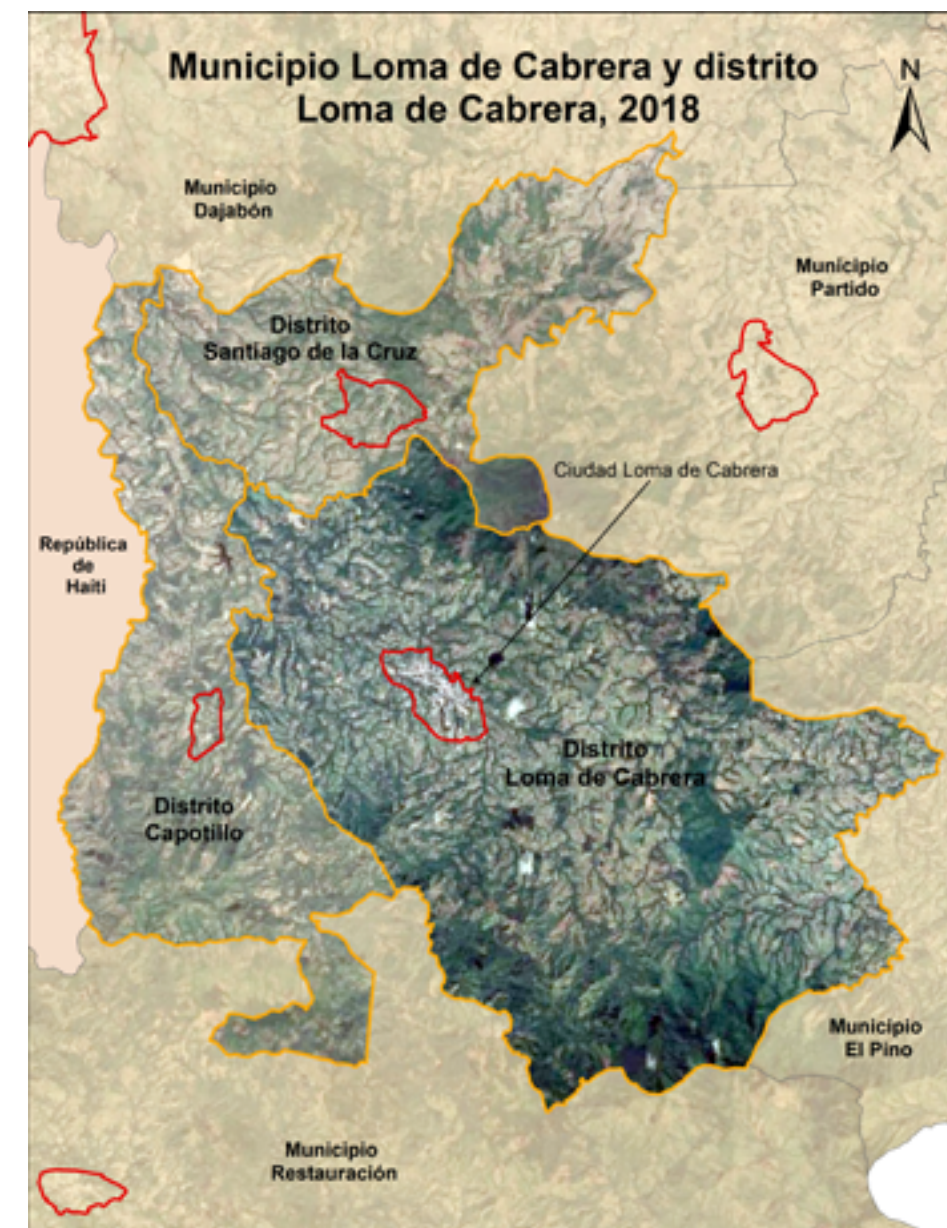 Municipio Loma de Cabrera y distrito
Loma de Cabrera, 2018
N
Municipio
Dajabón
Municipio
Partido
Distrito
Santiago de la Cruz
Ciudad Loma de Cabrera
República
de
Haití
Distrito
Loma de Cabrera
Distrito
Capotillo
Municipio
El Pino
Municipio
Restauración